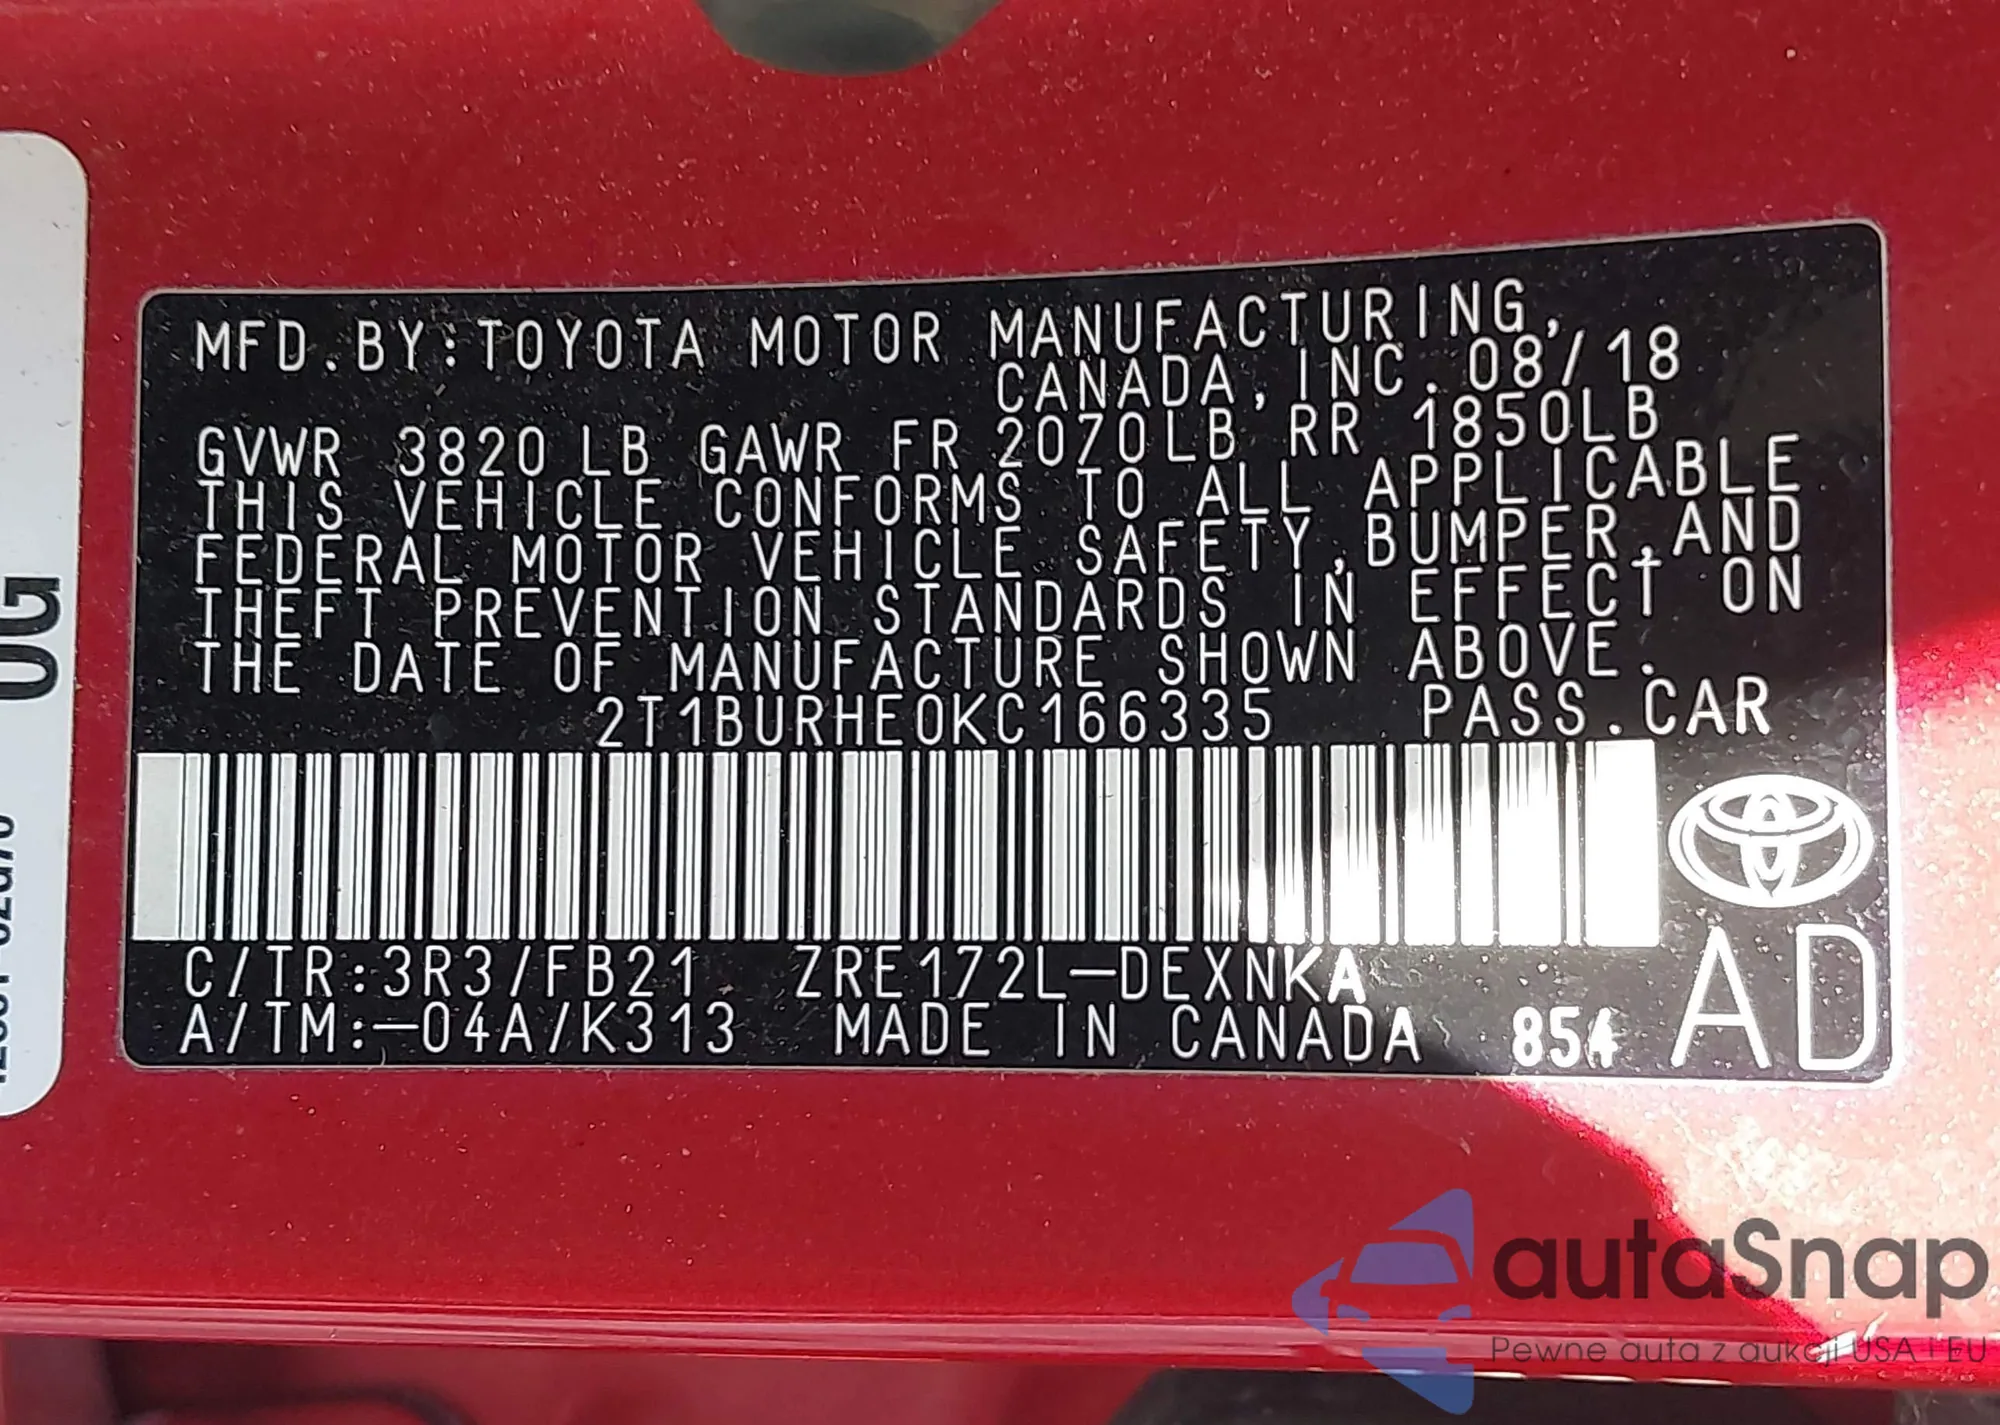 MFD.BY:TOYOTA MOTOR MANUFACTURING,
CANADA,INC.08/18
GVWR 3820 LB GAWR FR 2070LB RR 1850LB
THIS VEHICLE CONFORMS TO ALL APPLICABLE
FEDERAL MOTOR VEHICLE SAFETY,BUMPER,AND
THEFT PREVENTION STANDARDS IN EFFECT ON
THE DATE OF MANUFACTURE SHOWN ABOVE.
2T1BURHE0KC166335 PASS.CAR
C/TR:3R3/FB21 ZRE172L-DEXNKA
A/TM:-04A/K313 MADE IN CANADA 854 AD
0G
autaSnap
Pewne auta z aukcji USA i EU